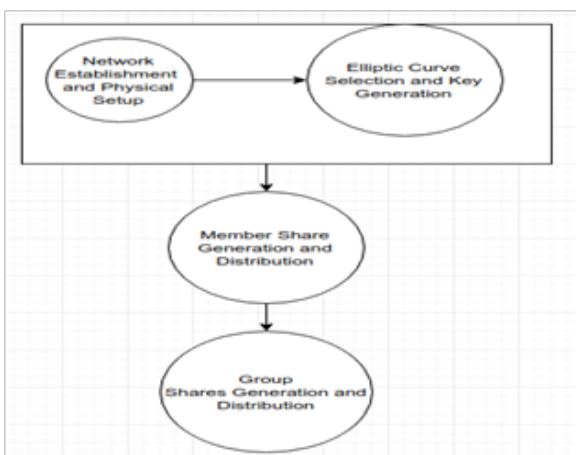 Network
Establishment
and Physical
Setup
Elliptic Curve
Selection and Key
Generation
Member Share
Generation and
Distribution
Group
Shares Generation and
Distribution